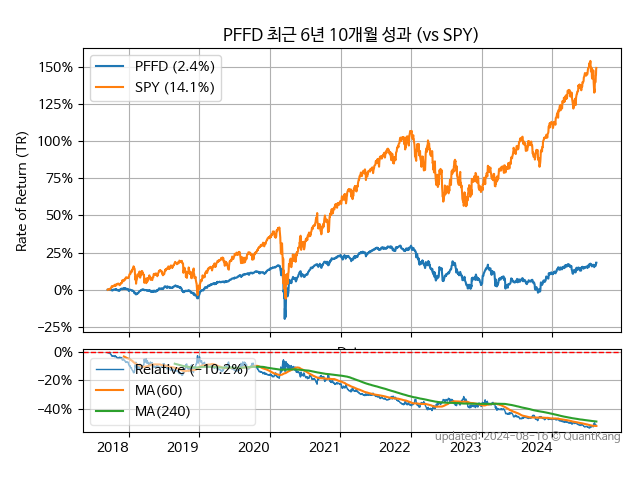 PFFD 최근 6년 10개월 성과 (vs SPY)
Rate of Return (TR)
150%
125%
100%
75%
50%
25%
0%
−25%
PFFD (2.4%)
SPY (14.1%)
0%
−20%
−40%
Relative (−10.2%)
MA(60)
MA(240)
2018 2019 2020 2021 2022 2023 2024
updated: 2024-08-16 © QuantKang